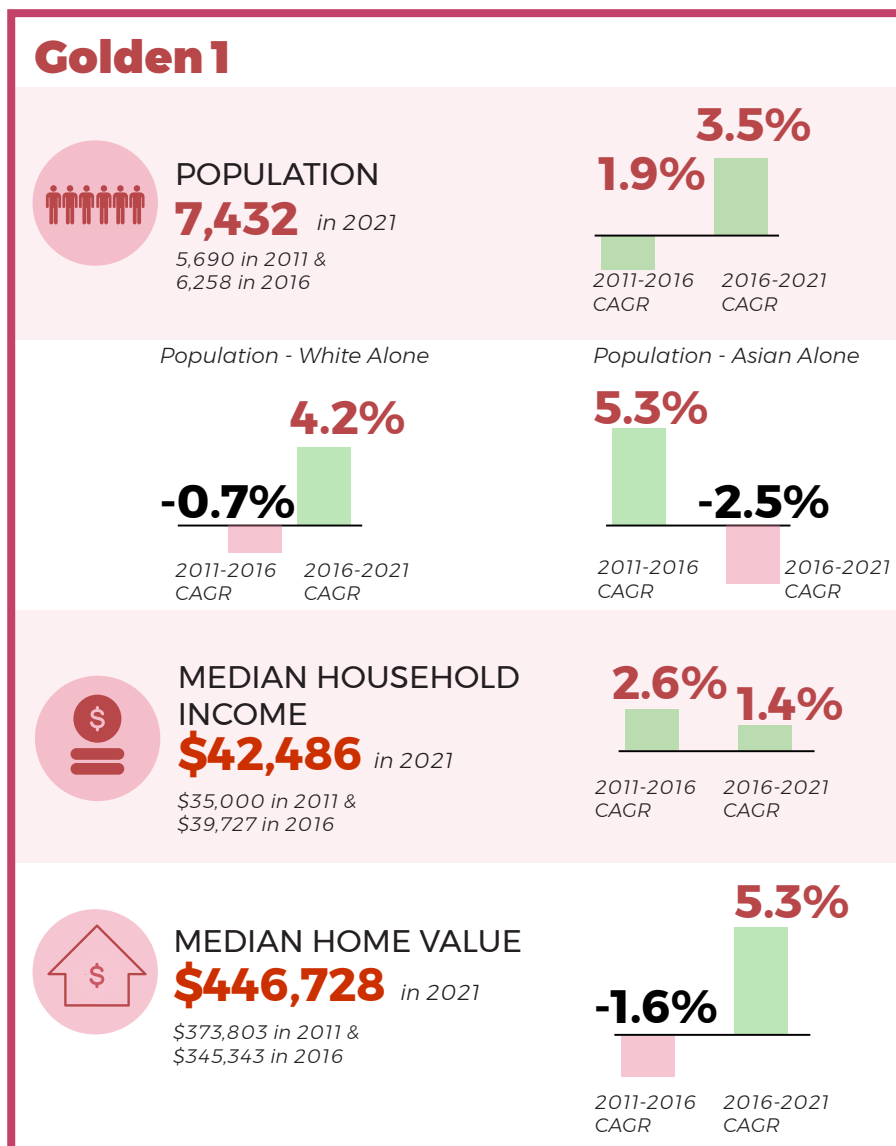 Golden 1
POPULATION
7,432 in 2021
5,690 in 2011 &
6,258 in 2016
1.9%
3.5%
2011-2016
CAGR
2016-2021
CAGR
Population - White Alone
-0.7%
4.2%
2011-2016
CAGR
2016-2021
CAGR
Population - Asian Alone
5.3%
-2.5%
2011-2016
CAGR
2016-2021
CAGR
MEDIAN HOUSEHOLD
INCOME
$
$42,486 in 2021
$35,000 in 2011 &
$39,727 in 2016
2.6%
1.4%
2011-2016
CAGR
2016-2021
CAGR
MEDIAN HOME VALUE
$
$446,728 in 2021
$373,803 in 2011 &
$345,343 in 2016
-1.6%
5.3%
2011-2016
CAGR
2016-2021
CAGR